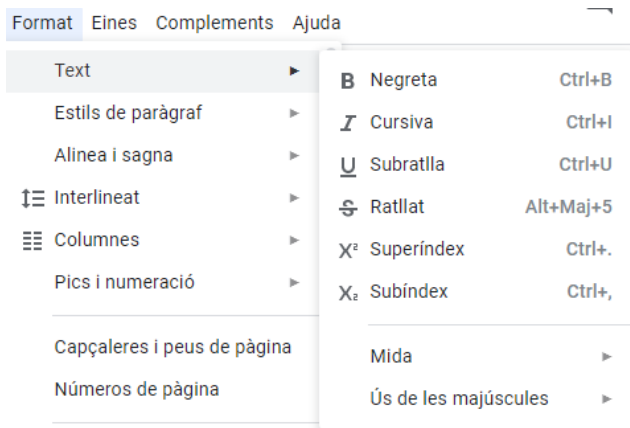 Format Eines Complements Ajuda
Text
Estils de paràgraf
Alinea i sagna
Interlineat
Columnes
Pics i numeració
Capçaleres i peus de pàgina
Números de pàgina
B Negreta Ctrl+B
I Cursiva Ctrl+I
U Subratlla Ctrl+U
S Ratllat Alt+Maj+5
X² Superíndex Ctrl+.
X₂ Subíndex Ctrl+,
Mida
Ús de les majúscules